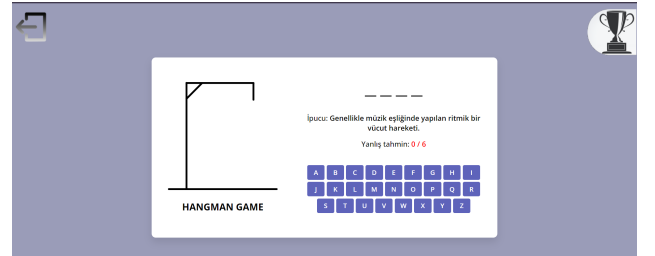 İpucu: Genellikle müzik eşliğinde yapılan ritmik bir
vücut hareketi.
Yanlış tahmin: 0 / 6
A B C D E F G H I
J K L M N O P Q R
S T U V W X Y Z
HANGMAN GAME